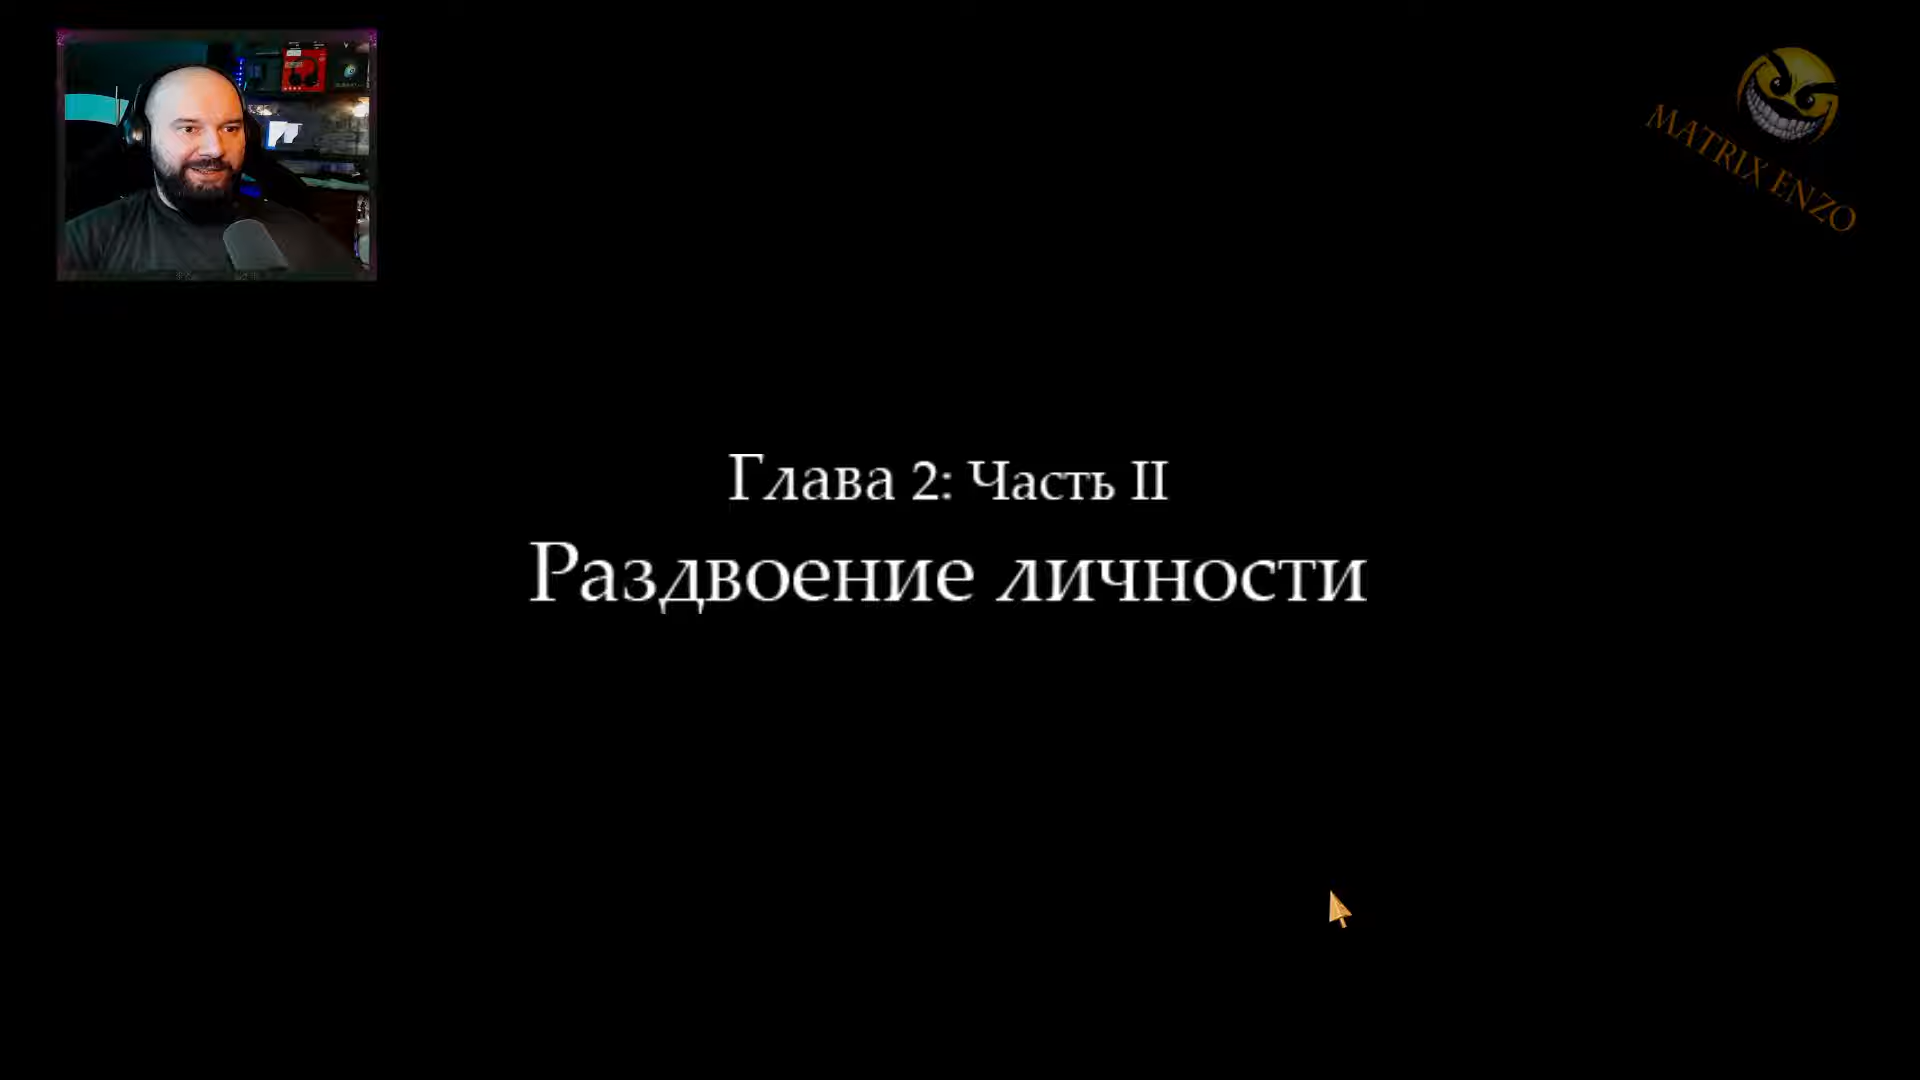 MATRIX ENZO
Глава 2: Часть II
Раздвоение личности